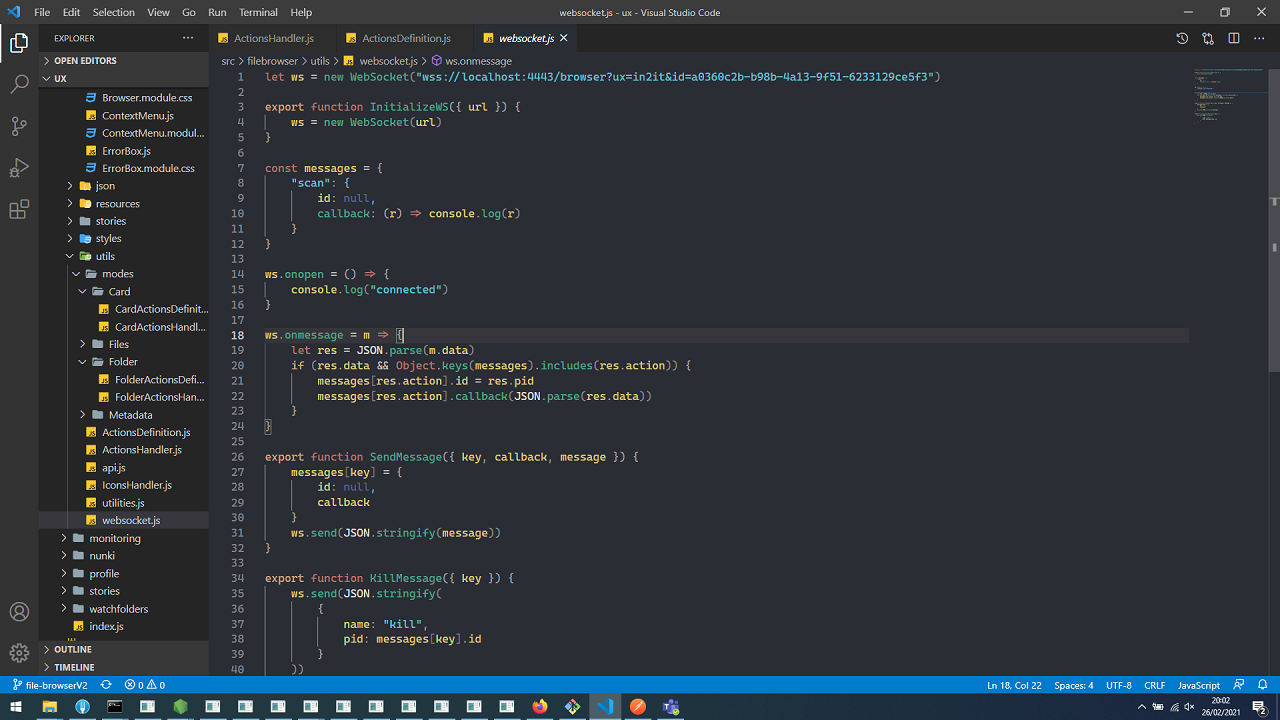 File Edit Selection View Go Run Terminal Help
websocket.js - ux - Visual Studio Code
EXPLORER
OPEN EDITORS
UX
Browser.module.css
ContextMenu.js
ContextMenu.modul...
ErrorBox.js
ErrorBox.module.css
json
resources
stories
styles
utils
modes
Card
CardActionsDefinit...
CardActionsHandl...
Files
Folder
FolderActionsDefi...
FolderActionsHan...
Metadata
ActionsDefinition.js
ActionsHandler.js
api.js
IconsHandler.js
utilities.js
websocket.js
monitoring
nunki
profile
stories
watchfolders
index.js
OUTLINE
TIMELINE
ActionsHandler.js ActionsDefinition.js websocket.js
src > filebrowser > utils > websocket.js > ws.onmessage
1 let ws = new WebSocket("wss://localhost:4443/browser?ux=in2it&id=a0360c2b-b98b-4a13-9f51-6233129ce5f3")
2
3 export function InitializeWS({ url }) {
4 ws = new WebSocket(url)
5 }
6
7 const messages = {
8 "scan": {
9 id: null,
10 callback: (r) => console.log(r)
11 }
12 }
13
14 ws.onopen = () => {
15 console.log("connected")
16 }
17
18 ws.onmessage = m => {
19 let res = JSON.parse(m.data)
20 if (res.data && Object.keys(messages).includes(res.action)) {
21 messages[res.action].id = res.pid
22 messages[res.action].callback(JSON.parse(res.data))
23 }
24 }
25
26 export function SendMessage({ key, callback, message }) {
27 messages[key] = {
28 id: null,
29 callback
30 }
31 ws.send(JSON.stringify(message))
32 }
33
34 export function KillMessage({ key }) {
35 ws.send(JSON.stringify(
36 {
37 name: "kill",
38 pid: messages[key].id
39 }
40 ))
file-browserV2 0 0
Ln 18, Col 22 Spaces: 4 UTF-8 CRLF JavaScript
20:02
26/02/2021
2